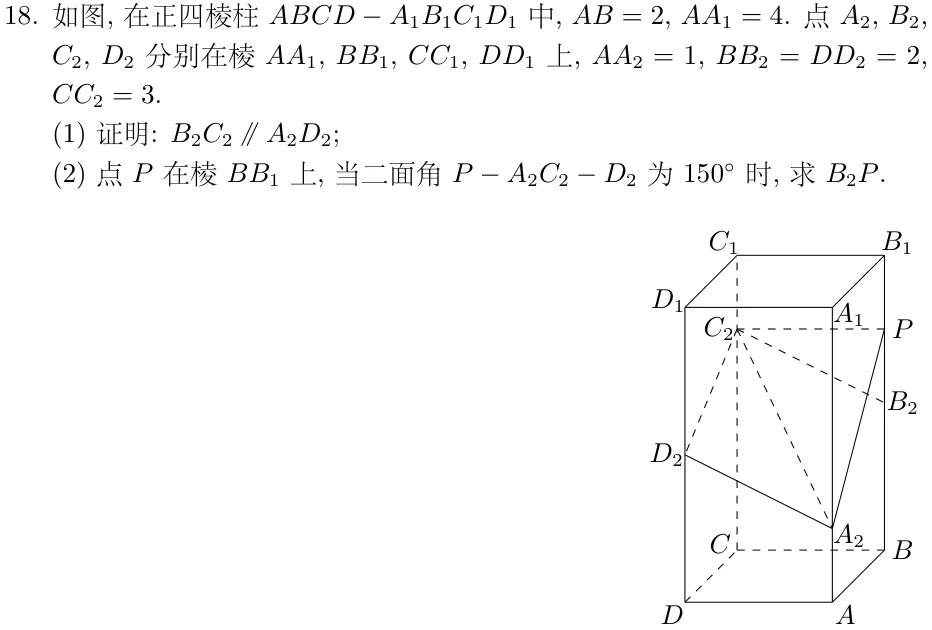 18. 如图, 在正四棱柱 ABCD − A₁B₁C₁D₁ 中, AB = 2, AA₁ = 4. 点 A₂, B₂,
C₂, D₂ 分别在棱 AA₁, BB₁, CC₁, DD₁ 上, AA₂ = 1, BB₂ = DD₂ = 2,
CC₂ = 3.
(1) 证明: B₂C₂ ⫽ A₂D₂;
(2) 点 P 在棱 BB₁ 上, 当二面角 P − A₂C₂ − D₂ 为 150° 时, 求 B₂P.
C₁ B₁
D₁ A₁
C₂ P
B₂
D₂
A₂
C B
D A